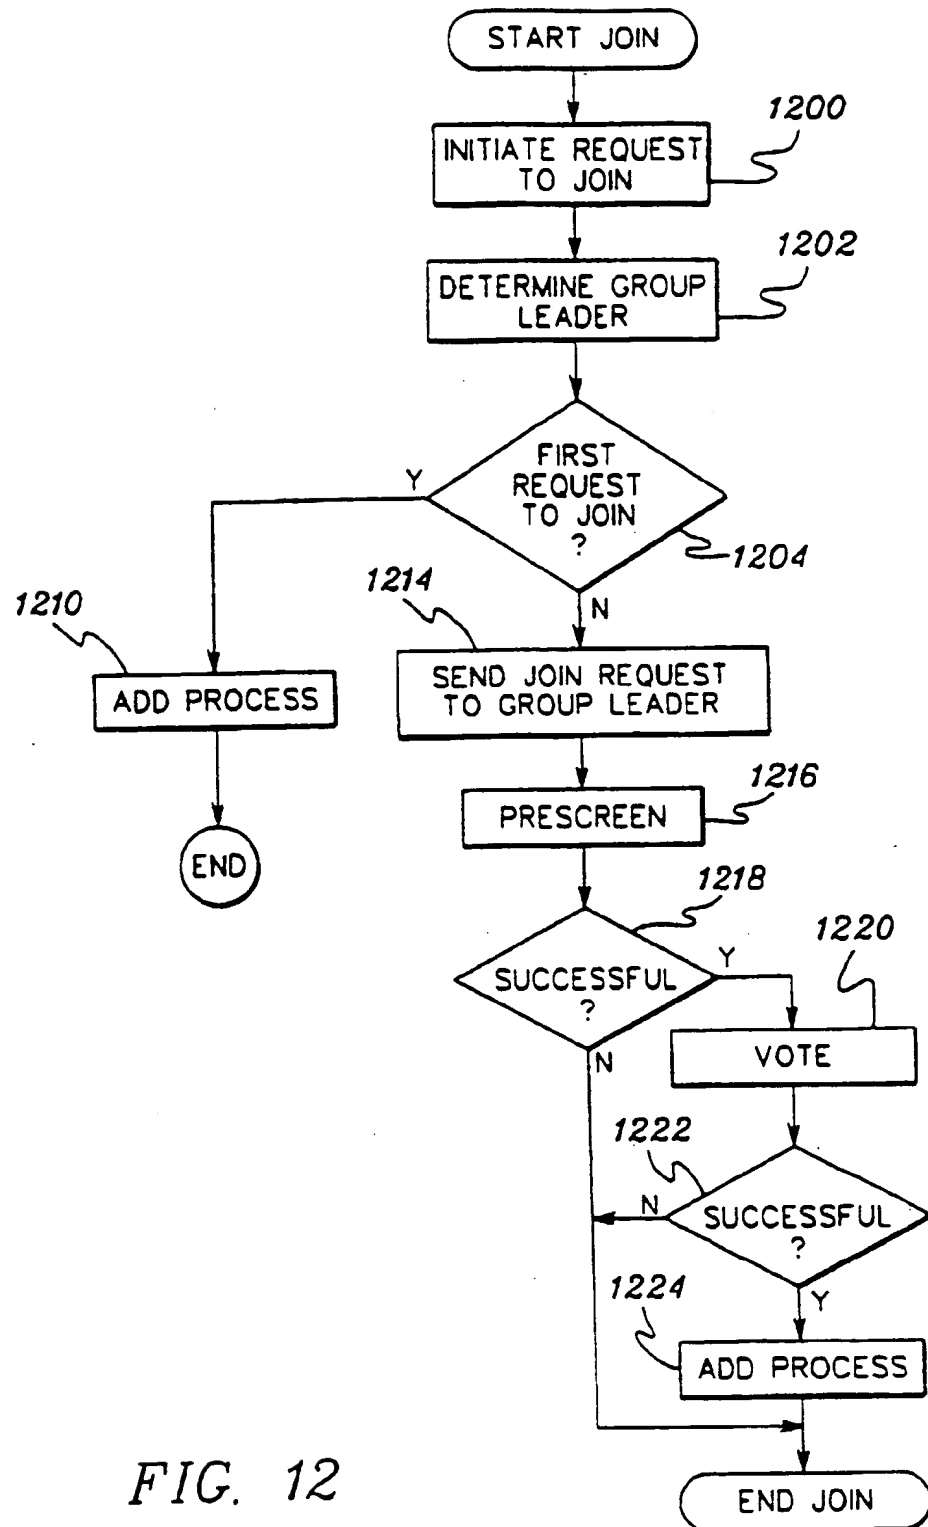 START JOIN
1200
INITIATE REQUEST
TO JOIN
1202
DETERMINE GROUP
LEADER
FIRST
REQUEST
TO JOIN
?
Y
1204
N
1214
1210
SEND JOIN REQUEST
TO GROUP LEADER
ADD PROCESS
1216
PRESCREEN
END
1218
1220
SUCCESSFUL
?
Y
N
VOTE
1222
N
SUCCESSFUL
?
1224
Y
ADD PROCESS
FIG. 12
END JOIN